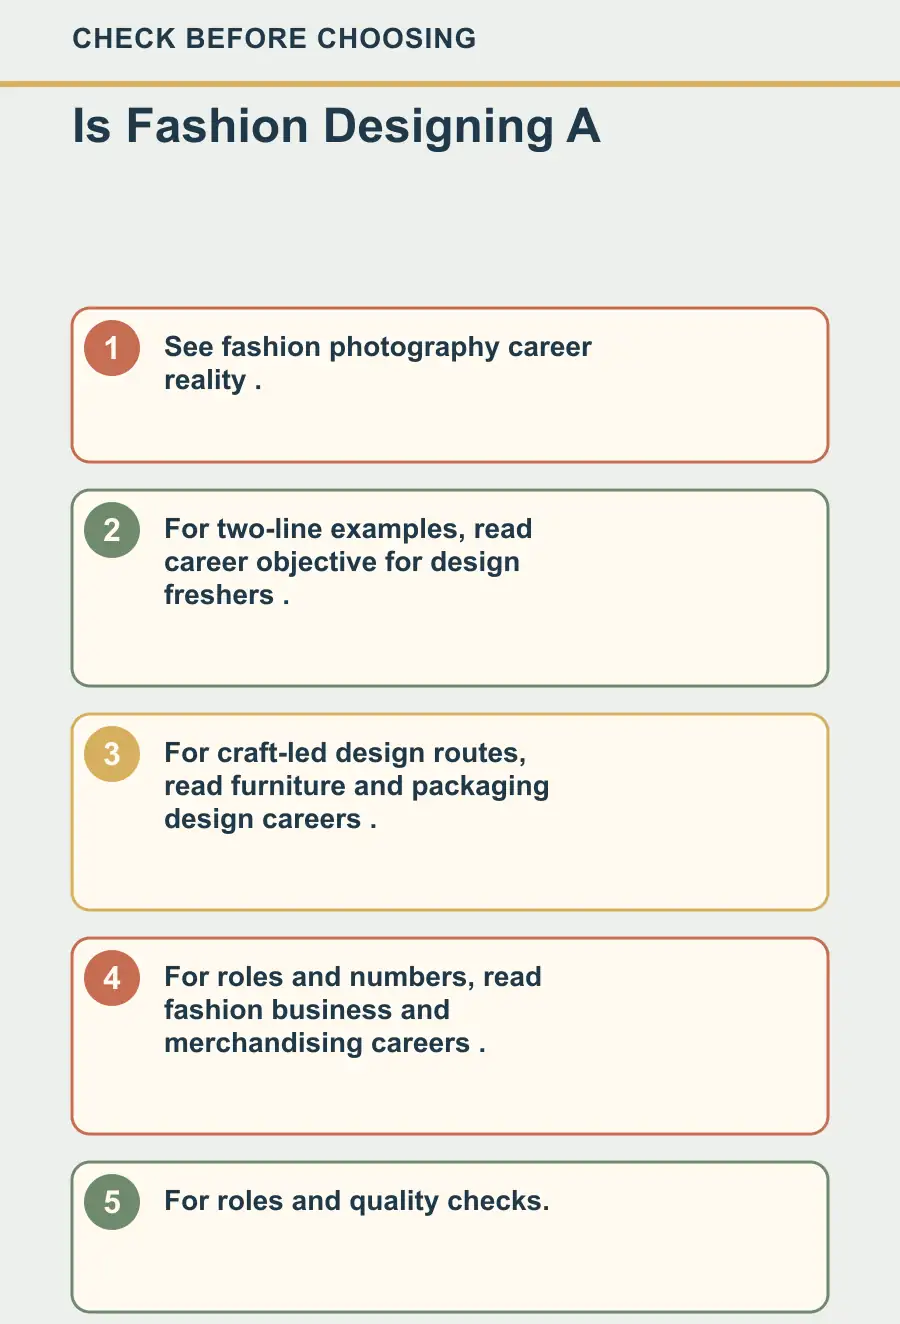 CHECK BEFORE CHOOSING
Is Fashion Designing A
1
See fashion photography career
reality .
2
For two-line examples, read
career objective for design
freshers .
3
For craft-led design routes,
read furniture and packaging
design careers .
4
For roles and numbers, read
fashion business and
merchandising careers .
5
For roles and quality checks.